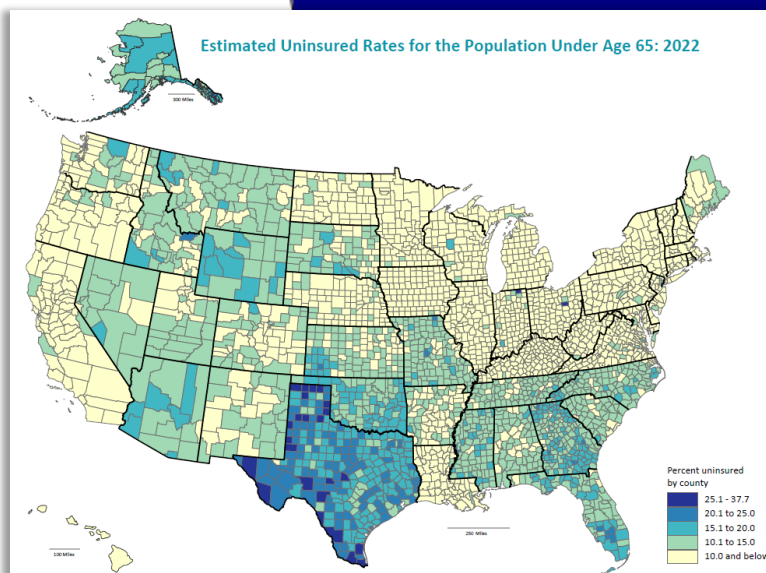 Estimated Uninsured Rates for the Population Under Age 65: 2022
300 Miles
Percent uninsured
by county
25.1 - 37.7
20.1 to 25.0
15.1 to 20.0
10.1 to 15.0
10.0 and below
250 Miles
100 Miles